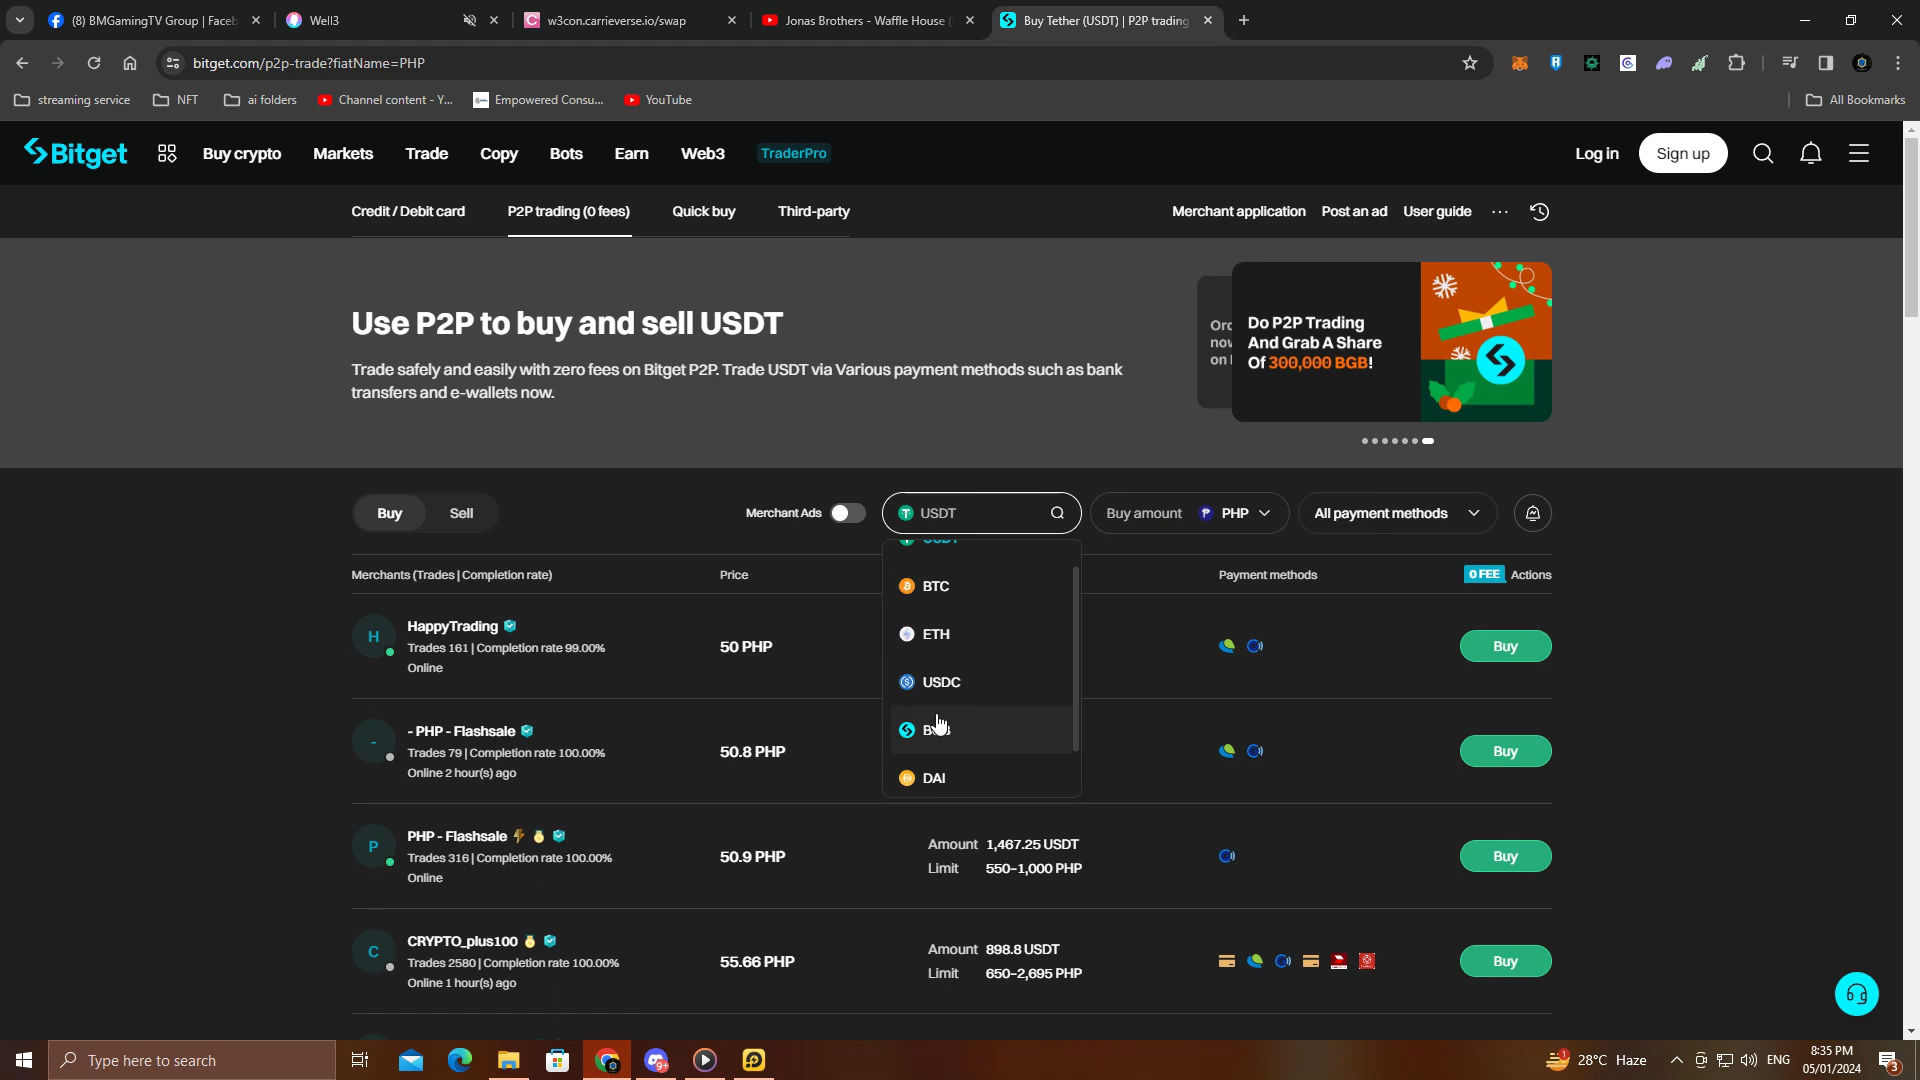 (8) BMGamingTV Group | Faceb
Well3
w3con.carrieverse.io/swap
Jonas Brothers - Waffle House (
Buy Tether (USDT) | P2P trading
bitget.com/p2p-trade?fiatName=PHP
streaming service
NFT
ai folders
Channel content - Y...
Empowered Consu...
YouTube
All Bookmarks
Bitget
Buy crypto
Markets
Trade
Copy
Bots
Earn
Web3
TraderPro
Log in
Sign up
Credit / Debit card
P2P trading (0 fees)
Quick buy
Third-party
Merchant application
Post an ad
User guide
Use P2P to buy and sell USDT
Trade safely and easily with zero fees on Bitget P2P. Trade USDT via Various payment methods such as bank
transfers and e-wallets now.
Do P2P Trading
And Grab A Share
Of 300,000 BGB!
Buy
Sell
Merchant Ads
USDT
Buy amount
PHP
All payment methods
USDT
BTC
ETH
USDC
DAI
Merchants (Trades | Completion rate)
Price
Payment methods
0 FEE
Actions
H
HappyTrading
Trades 161 | Completion rate 99.00%
Online
50 PHP
Buy
-
- PHP - Flashsale
Trades 79 | Completion rate 100.00%
Online 2 hour(s) ago
50.8 PHP
Buy
P
PHP - Flashsale
Trades 316 | Completion rate 100.00%
Online
50.9 PHP
Amount 1,467.25 USDT
Limit 550-1,000 PHP
Buy
C
CRYPTO_plus100
Trades 2580 | Completion rate 100.00%
Online 1 hour(s) ago
55.66 PHP
Amount 898.8 USDT
Limit 650-2,695 PHP
Buy
Type here to search
9+
1
28°C Haze
ENG
8:35 PM
05/01/2024
3